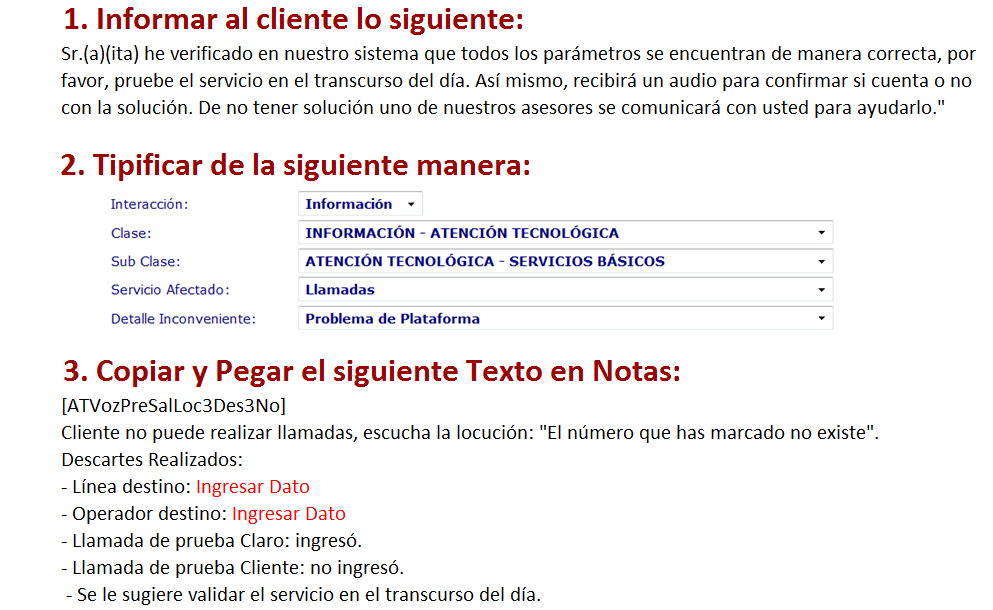 1. Informar al cliente lo siguiente:
Sr.(a)(ita) he verificado en nuestro sistema que todos los parámetros se encuentran de manera correcta, por
favor, pruebe el servicio en el transcurso del día. Así mismo, recibirá un audio para confirmar si cuenta o no
con la solución. De no tener solución uno de nuestros asesores se comunicará con usted para ayudarlo."
2. Tipificar de la siguiente manera:
Interacción: Información
Clase: INFORMACIÓN - ATENCIÓN TECNOLÓGICA
Sub Clase: ATENCIÓN TECNOLÓGICA - SERVICIOS BÁSICOS
Servicio Afectado: Llamadas
Detalle Inconveniente: Problema de Plataforma
3. Copiar y Pegar el siguiente Texto en Notas:
[ATVozPreSalLoc3Des3No]
Cliente no puede realizar llamadas, escucha la locución: "El número que has marcado no existe".
Descartes Realizados:
- Línea destino: Ingresar Dato
- Operador destino: Ingresar Dato
- Llamada de prueba Claro: ingresó.
- Llamada de prueba Cliente: no ingresó.
- Se le sugiere validar el servicio en el transcurso del día.